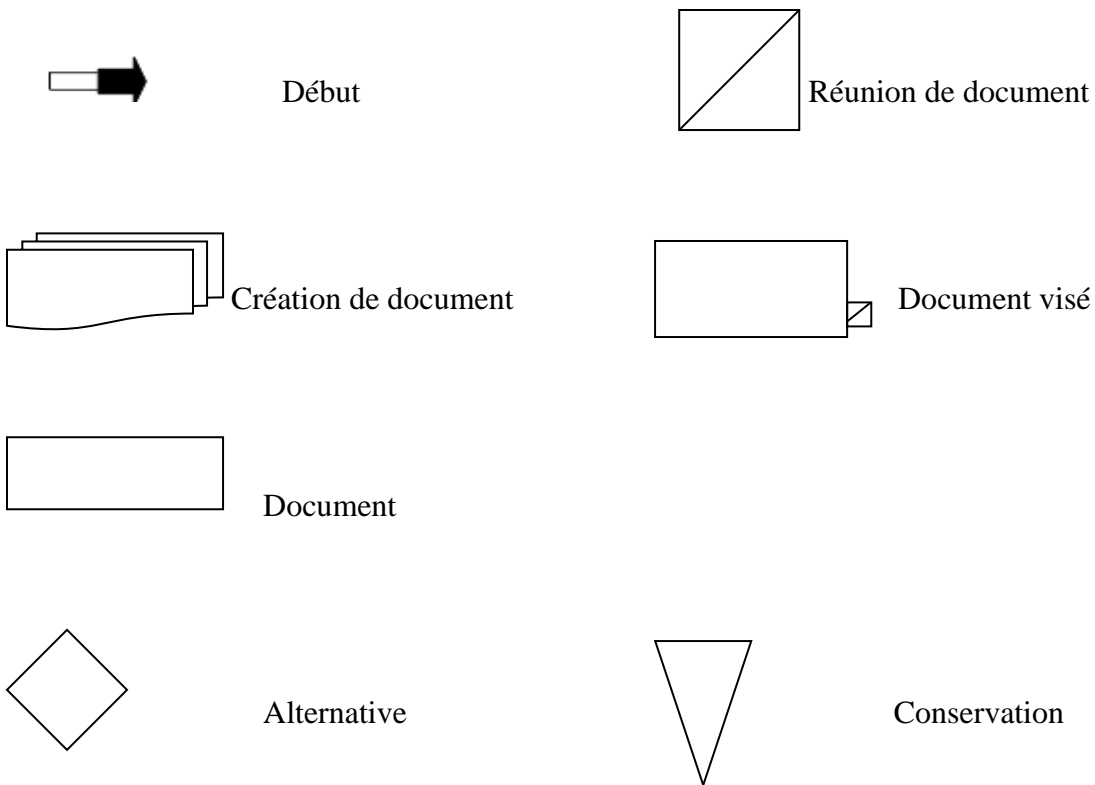 Début
Réunion de document
Création de document
Document visé
Document
Alternative
Conservation